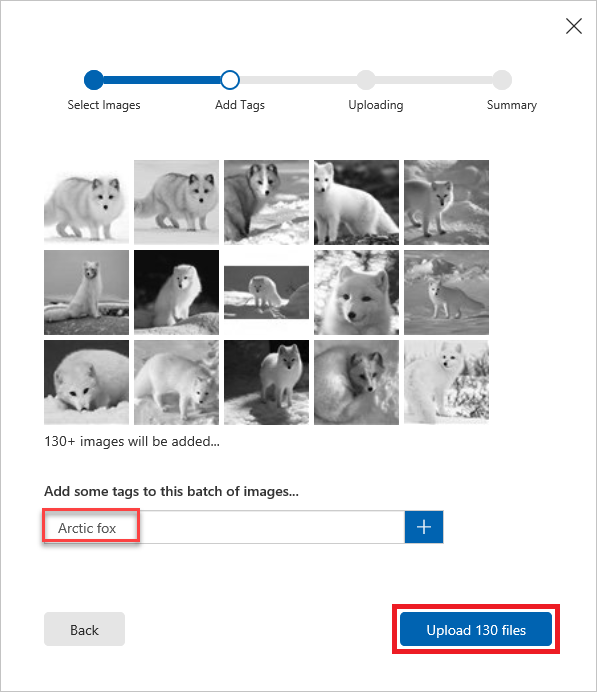 Select Images
Add Tags
Uploading
Summary
130+ images will be added...
Add some tags to this batch of images...
Arctic fox
Back
Upload 130 files